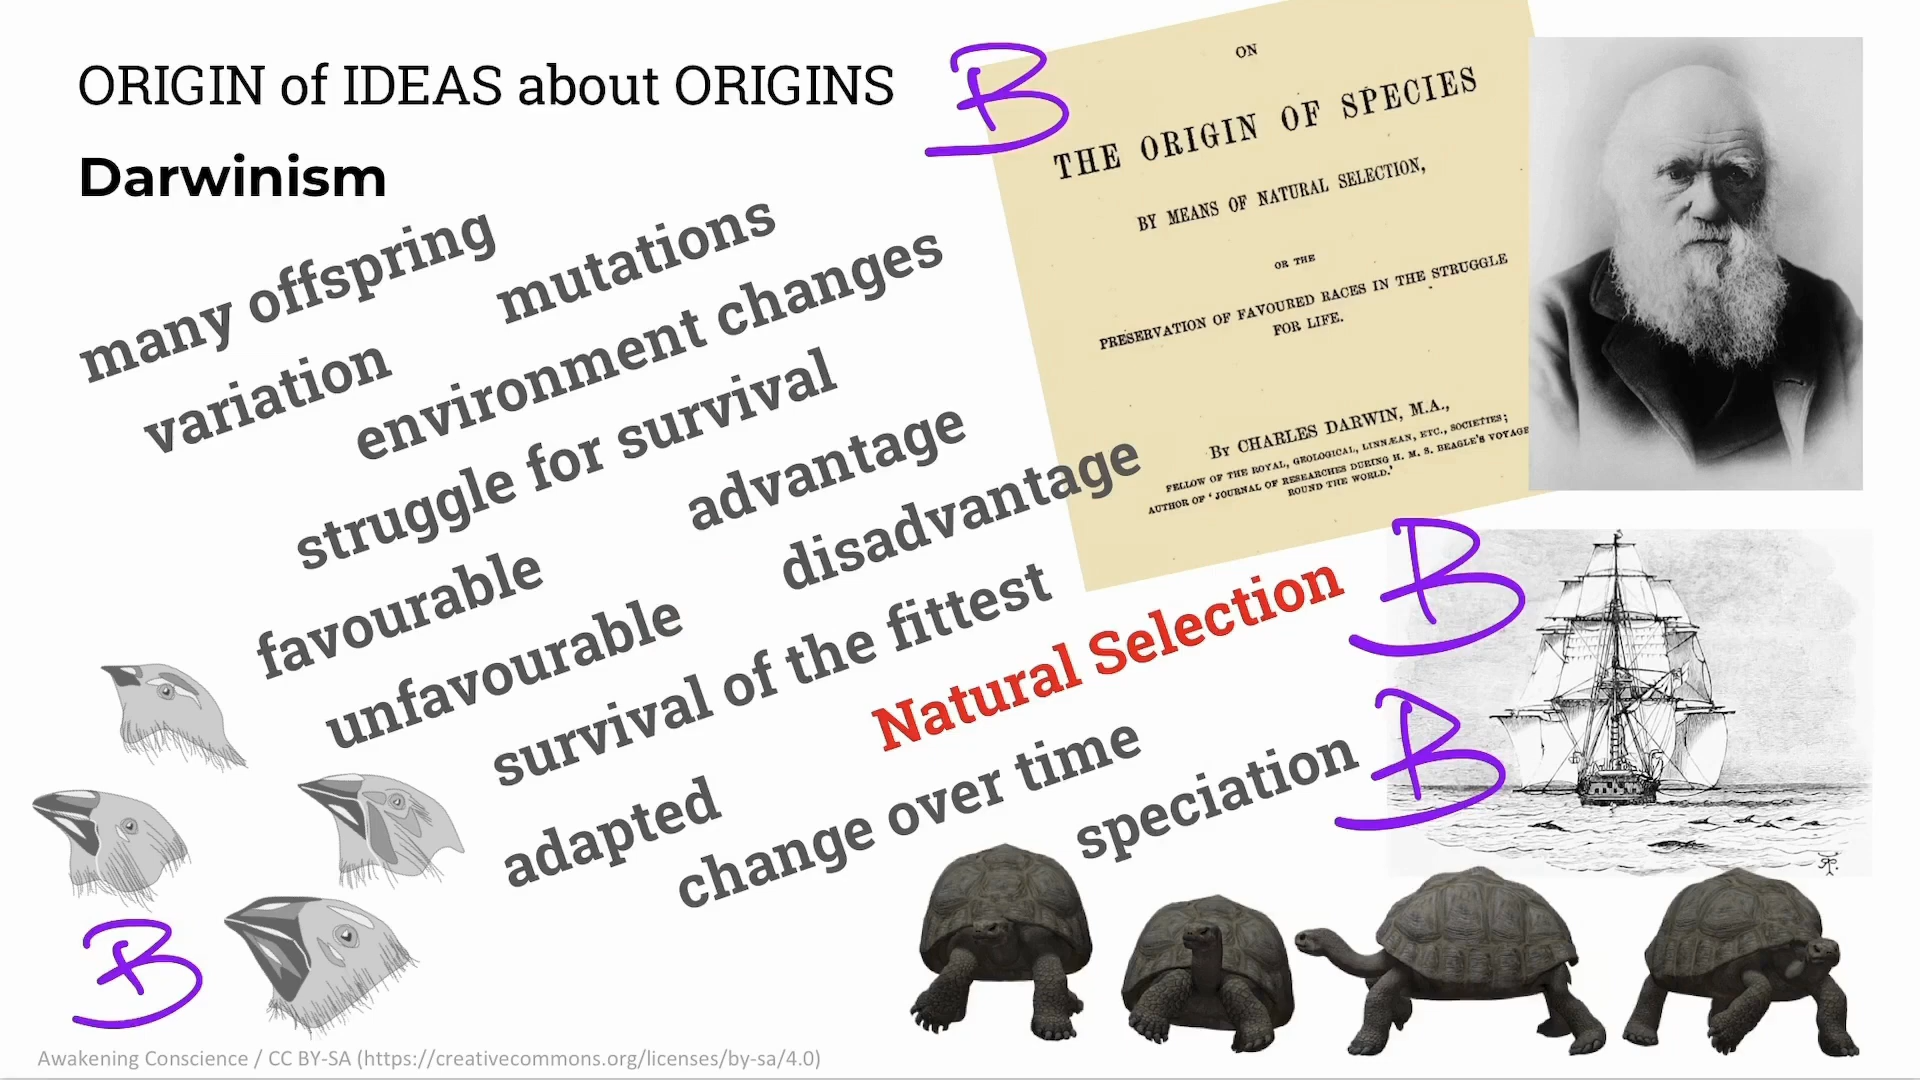 ORIGIN of IDEAS about ORIGINS
B
Darwinism
ON
THE ORIGIN OF SPECIES
BY MEANS OF NATURAL SELECTION,
OR THE
PRESERVATION OF FAVOURED RACES IN THE STRUGGLE
FOR LIFE.
By CHARLES DARWIN, M.A.,
FELLOW OF THE ROYAL, GEOLOGICAL, LINNÆAN, ETC., SOCIETIES;
AUTHOR OF 'JOURNAL OF RESEARCHES DURING H. M. S. BEAGLE'S VOYAGE
ROUND THE WORLD.'
many offspring
mutations
variation
environment changes
struggle for survival
advantage
disadvantage
favourable
unfavourable
survival of the fittest
Natural Selection
B
adapted
change over time
speciation
B
B
Awakening Conscience / CC BY-SA (https://creativecommons.org/licenses/by-sa/4.0)